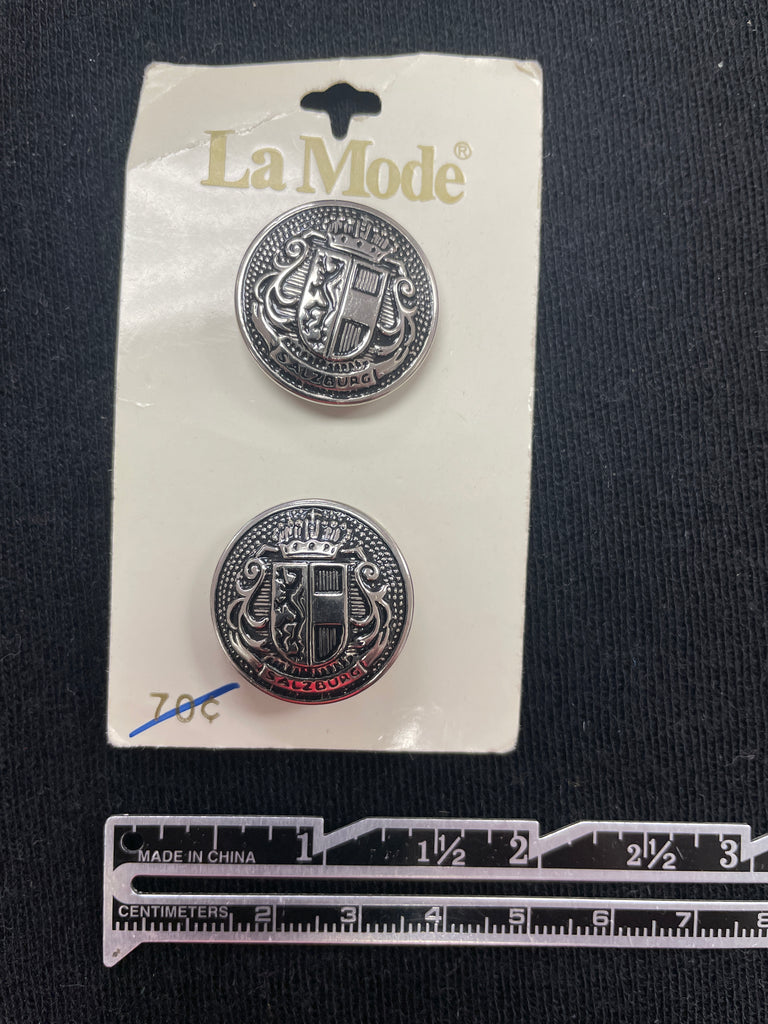 La Mode®
SALZBURG
SALZBURG
70¢
MADE IN CHINA 1 1½ 2 2½ 3
CENTIMETERS 2 3 4 5 6 7 8